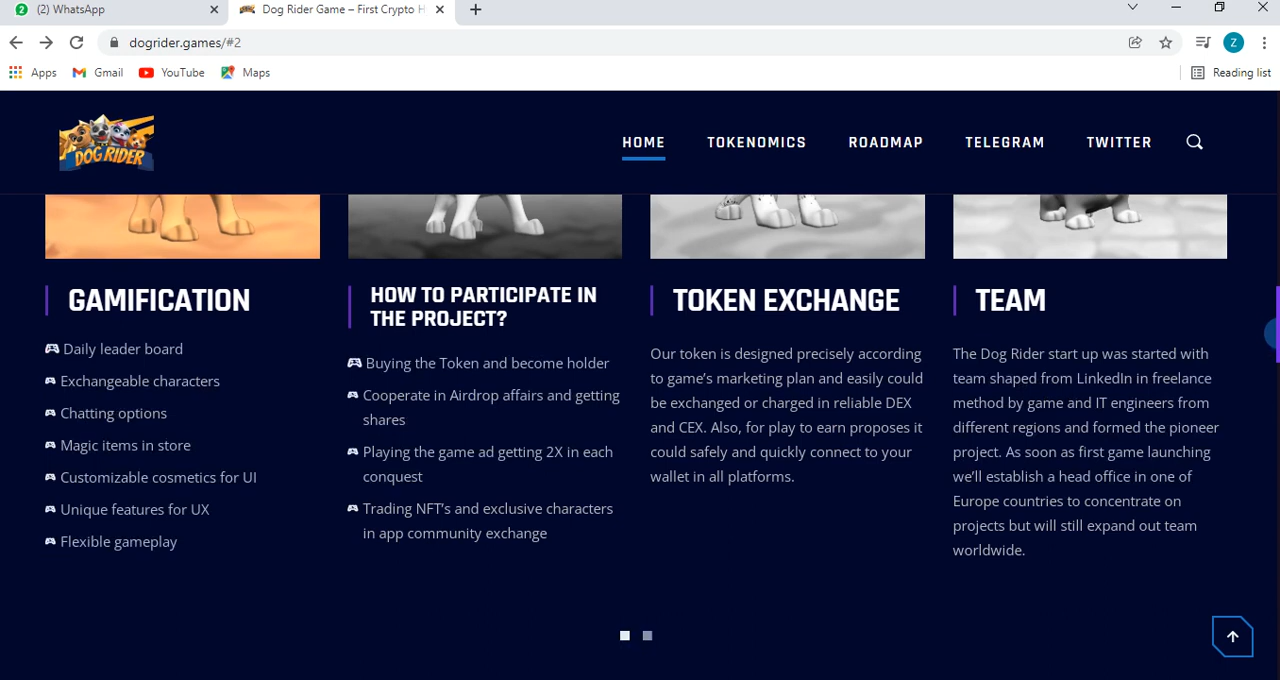 (2) WhatsApp
Dog Rider Game – First Crypto H
dogrider.games/#2
Z
Apps
Gmail
YouTube
Maps
Reading list
DOG RIDER
HOME
TOKENOMICS
ROADMAP
TELEGRAM
TWITTER
GAMIFICATION
Daily leader board
Exchangeable characters
Chatting options
Magic items in store
Customizable cosmetics for UI
Unique features for UX
Flexible gameplay
HOW TO PARTICIPATE IN
THE PROJECT?
Buying the Token and become holder
Cooperate in Airdrop affairs and getting
shares
Playing the game ad getting 2X in each
conquest
Trading NFT's and exclusive characters
in app community exchange
TOKEN EXCHANGE
Our token is designed precisely according
to game's marketing plan and easily could
be exchanged or charged in reliable DEX
and CEX. Also, for play to earn proposes it
could safely and quickly connect to your
wallet in all platforms.
TEAM
The Dog Rider start up was started with
team shaped from LinkedIn in freelance
method by game and IT engineers from
different regions and formed the pioneer
project. As soon as first game launching
we'll establish a head office in one of
Europe countries to concentrate on
projects but will still expand out team
worldwide.